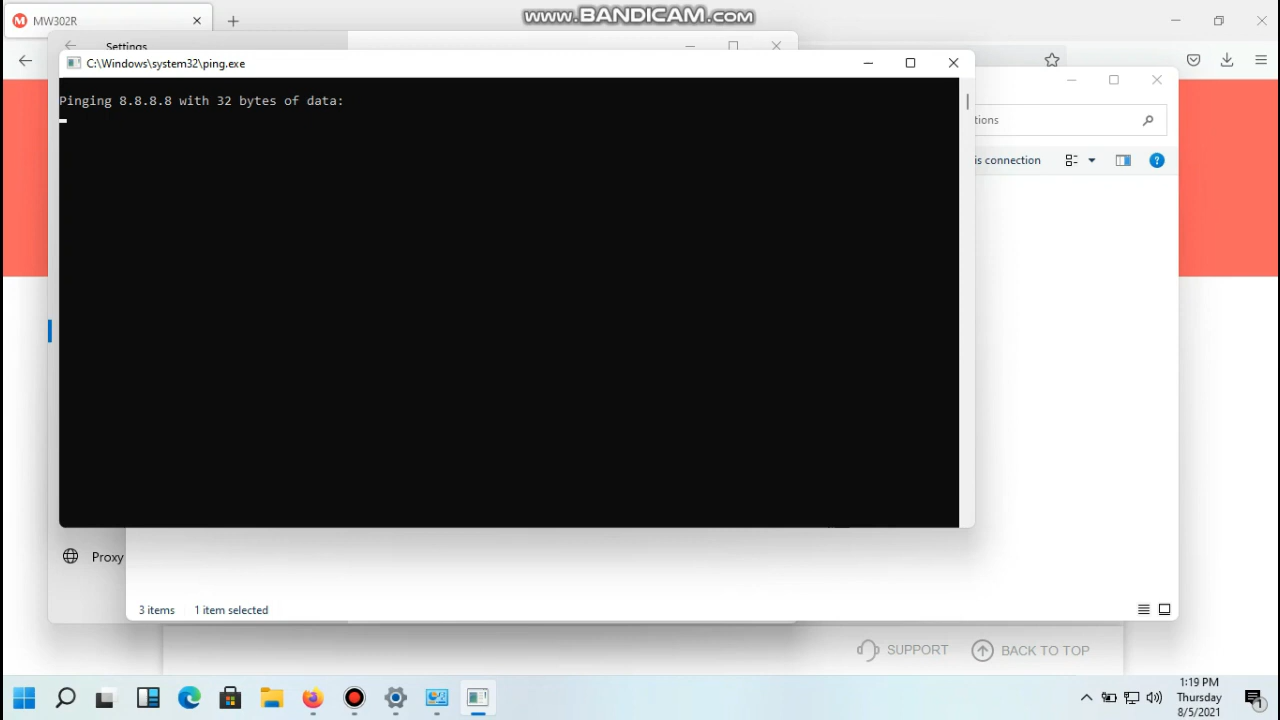 MW302R
www.BANDICAM.com
Settings
C:\Windows\system32\ping.exe
Pinging 8.8.8.8 with 32 bytes of data:
tions
is connection
Proxy
3 items
1 item selected
SUPPORT
BACK TO TOP
1:19 PM
Thursday
8/5/2021
1